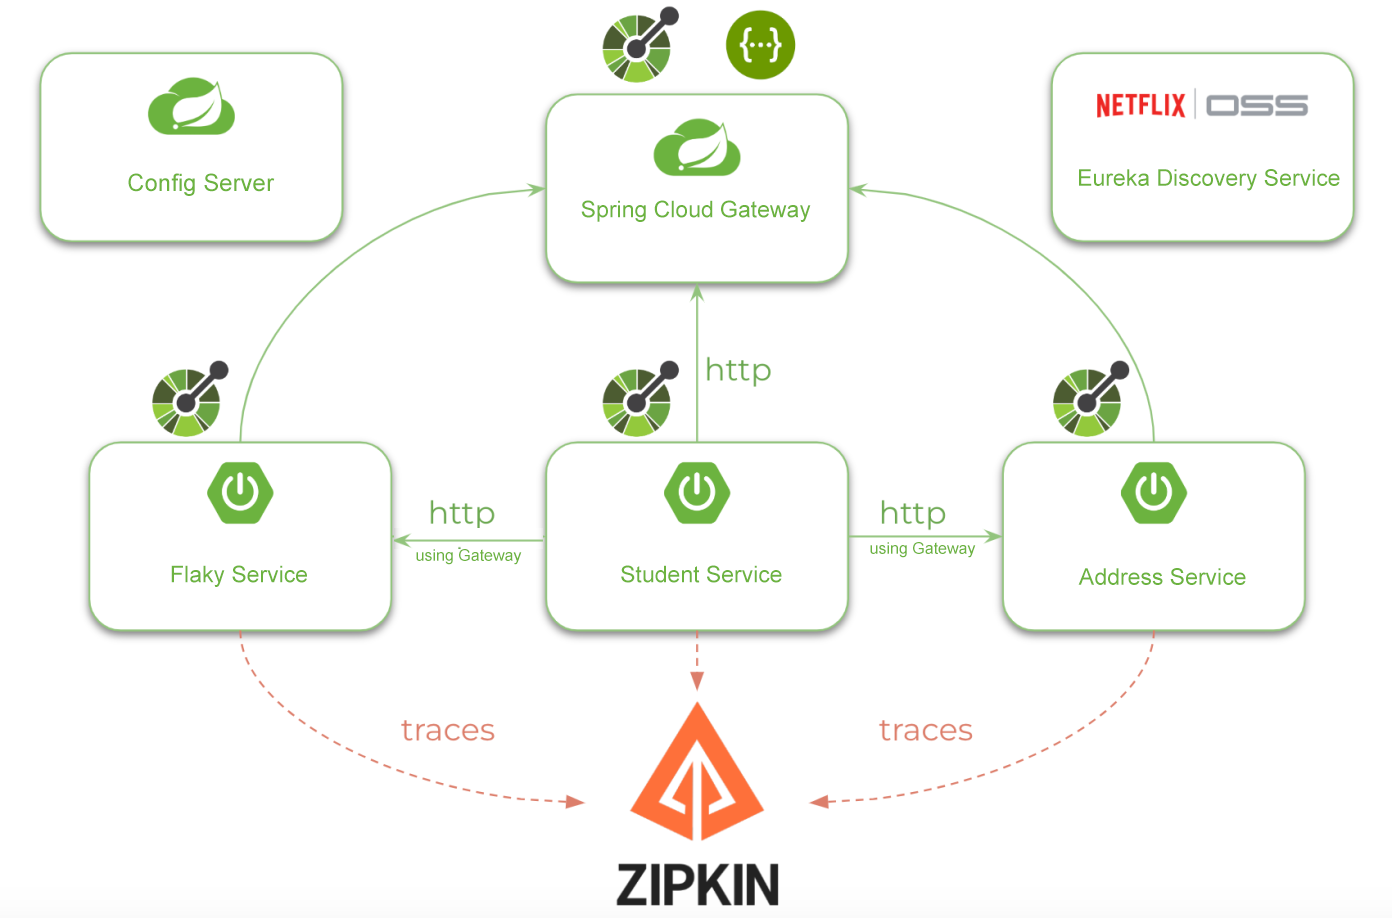 {...}
NETFLIX | OSS
Config Server
Spring Cloud Gateway
Eureka Discovery Service
http
http
using Gateway
http
using Gateway
Flaky Service
Student Service
Address Service
traces
traces
ZIPKIN